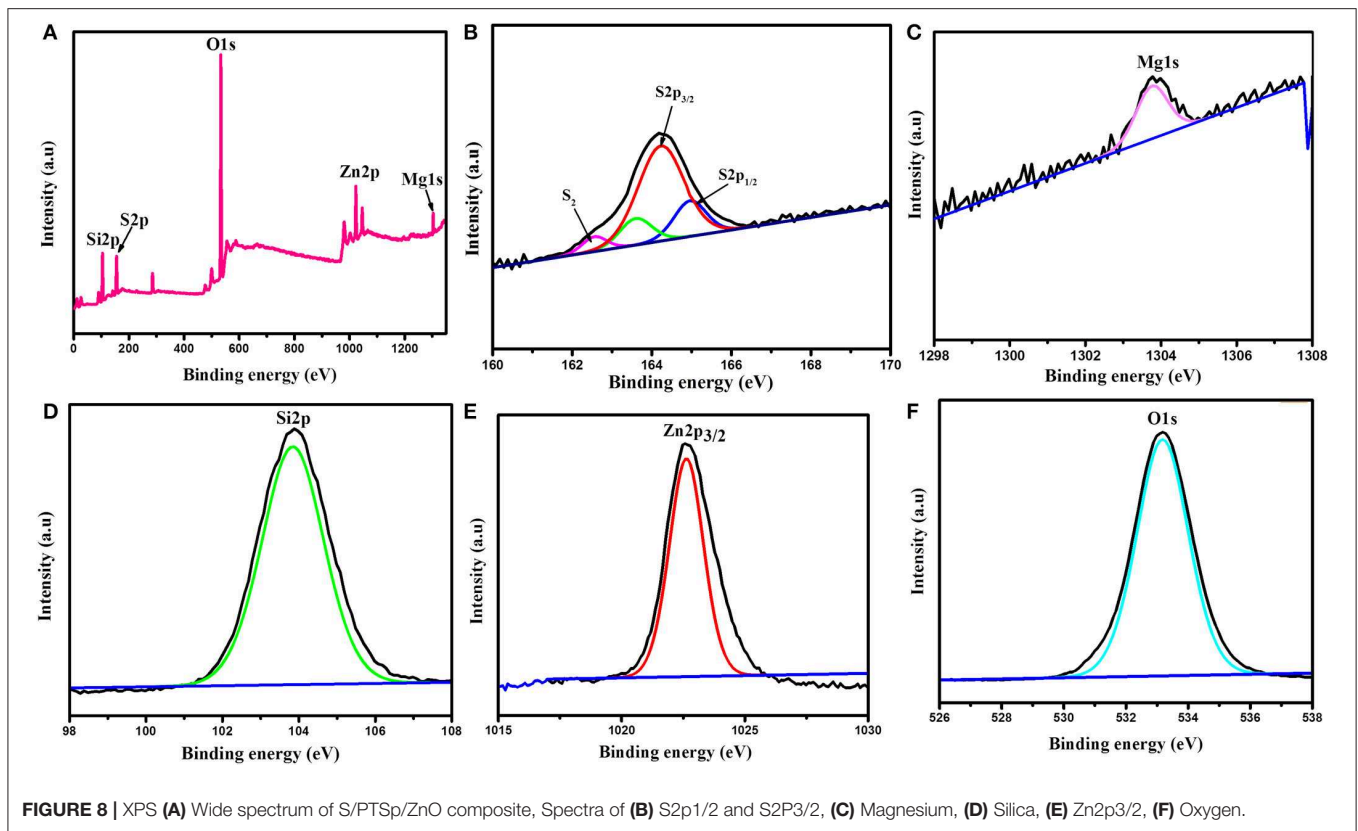 A
O1s
Si2p
S2p
Zn2p
Mg1s
Intensity (a.u)
0 200 400 600 800 1000 1200
Binding energy (eV)
B
S2p3/2
S2p1/2
S2
Intensity (a.u)
160 162 164 166 168 170
Binding energy (eV)
C
Mg1s
Intensity (a.u)
1298 1300 1302 1304 1306 1308
Binding energy (eV)
D
Si2p
Intensity (a.u)
98 100 102 104 106 108
Binding energy (eV)
E
Zn2p3/2
Intensity (a.u)
1015 1020 1025 1030
Binding energy (eV)
F
O1s
Intensity (a.u)
526 528 530 532 534 536 538
Binding energy (eV)
FIGURE 8 | XPS (A) Wide spectrum of S/PTSp/ZnO composite, Spectra of (B) S2p1/2 and S2P3/2, (C) Magnesium, (D) Silica, (E) Zn2p3/2, (F) Oxygen.